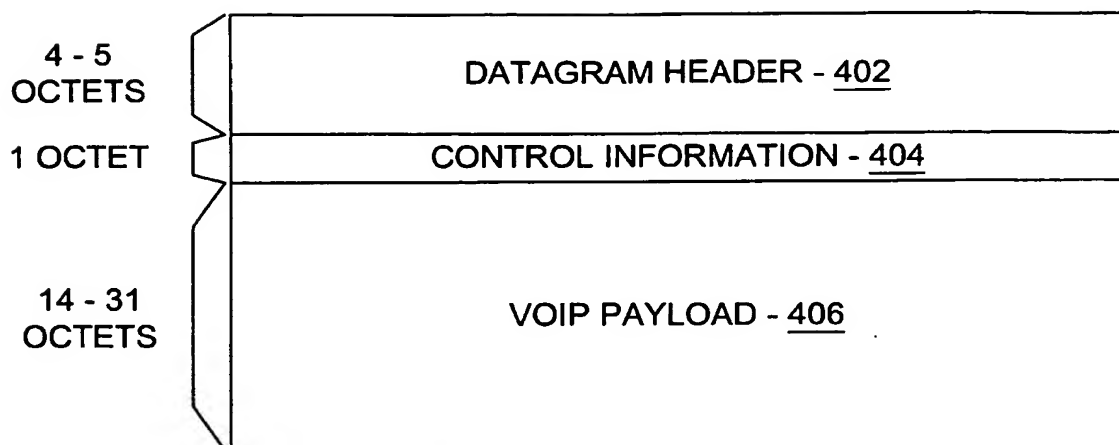 4 - 5
OCTETS
DATAGRAM HEADER - 402
1 OCTET
CONTROL INFORMATION - 404
14 - 31
OCTETS
VOIP PAYLOAD - 406